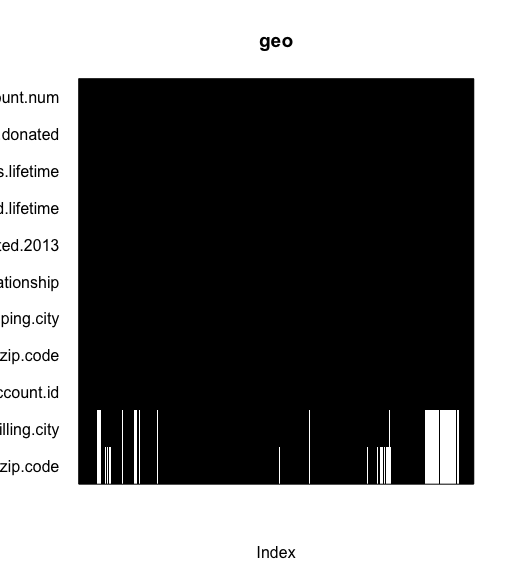 geo
ount.num
donated
s.lifetime
d.lifetime
ted.2013
ationship
ping.city
zip.code
ccount.id
illing.city
zip.code
Index